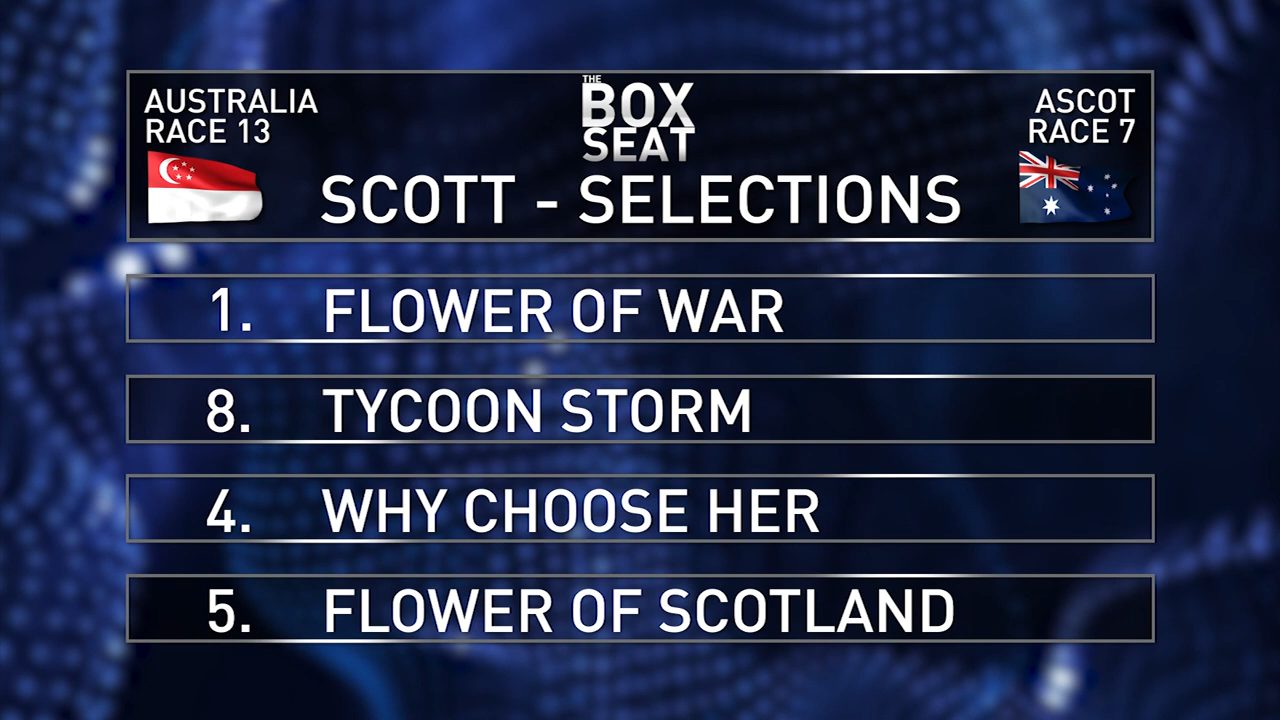 AUSTRALIA
RACE 13
THE
BOX
SEAT
ASCOT
RACE 7
SCOTT - SELECTIONS
1. FLOWER OF WAR
8. TYCOON STORM
4. WHY CHOOSE HER
5. FLOWER OF SCOTLAND